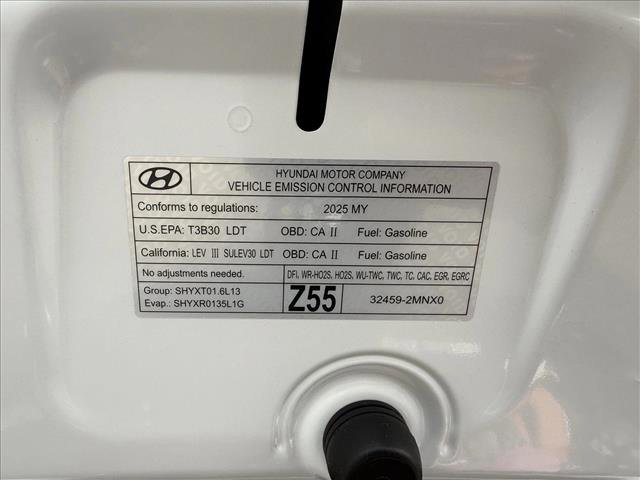 HYUNDAI MOTOR COMPANY
VEHICLE EMISSION CONTROL INFORMATION
Conforms to regulations: 2025 MY
U.S.EPA: T3B30 LDT OBD: CA II Fuel: Gasoline
California: LEV III SULEV30 LDT OBD: CA II Fuel: Gasoline
No adjustments needed. DFI, WR-HO2S, HO2S, WU-TWC, TWC, TC, CAC, EGR, EGRC
Group: SHYXT01.6L13
Evap.: SHYXR0135L1G
Z55
32459-2MNX0